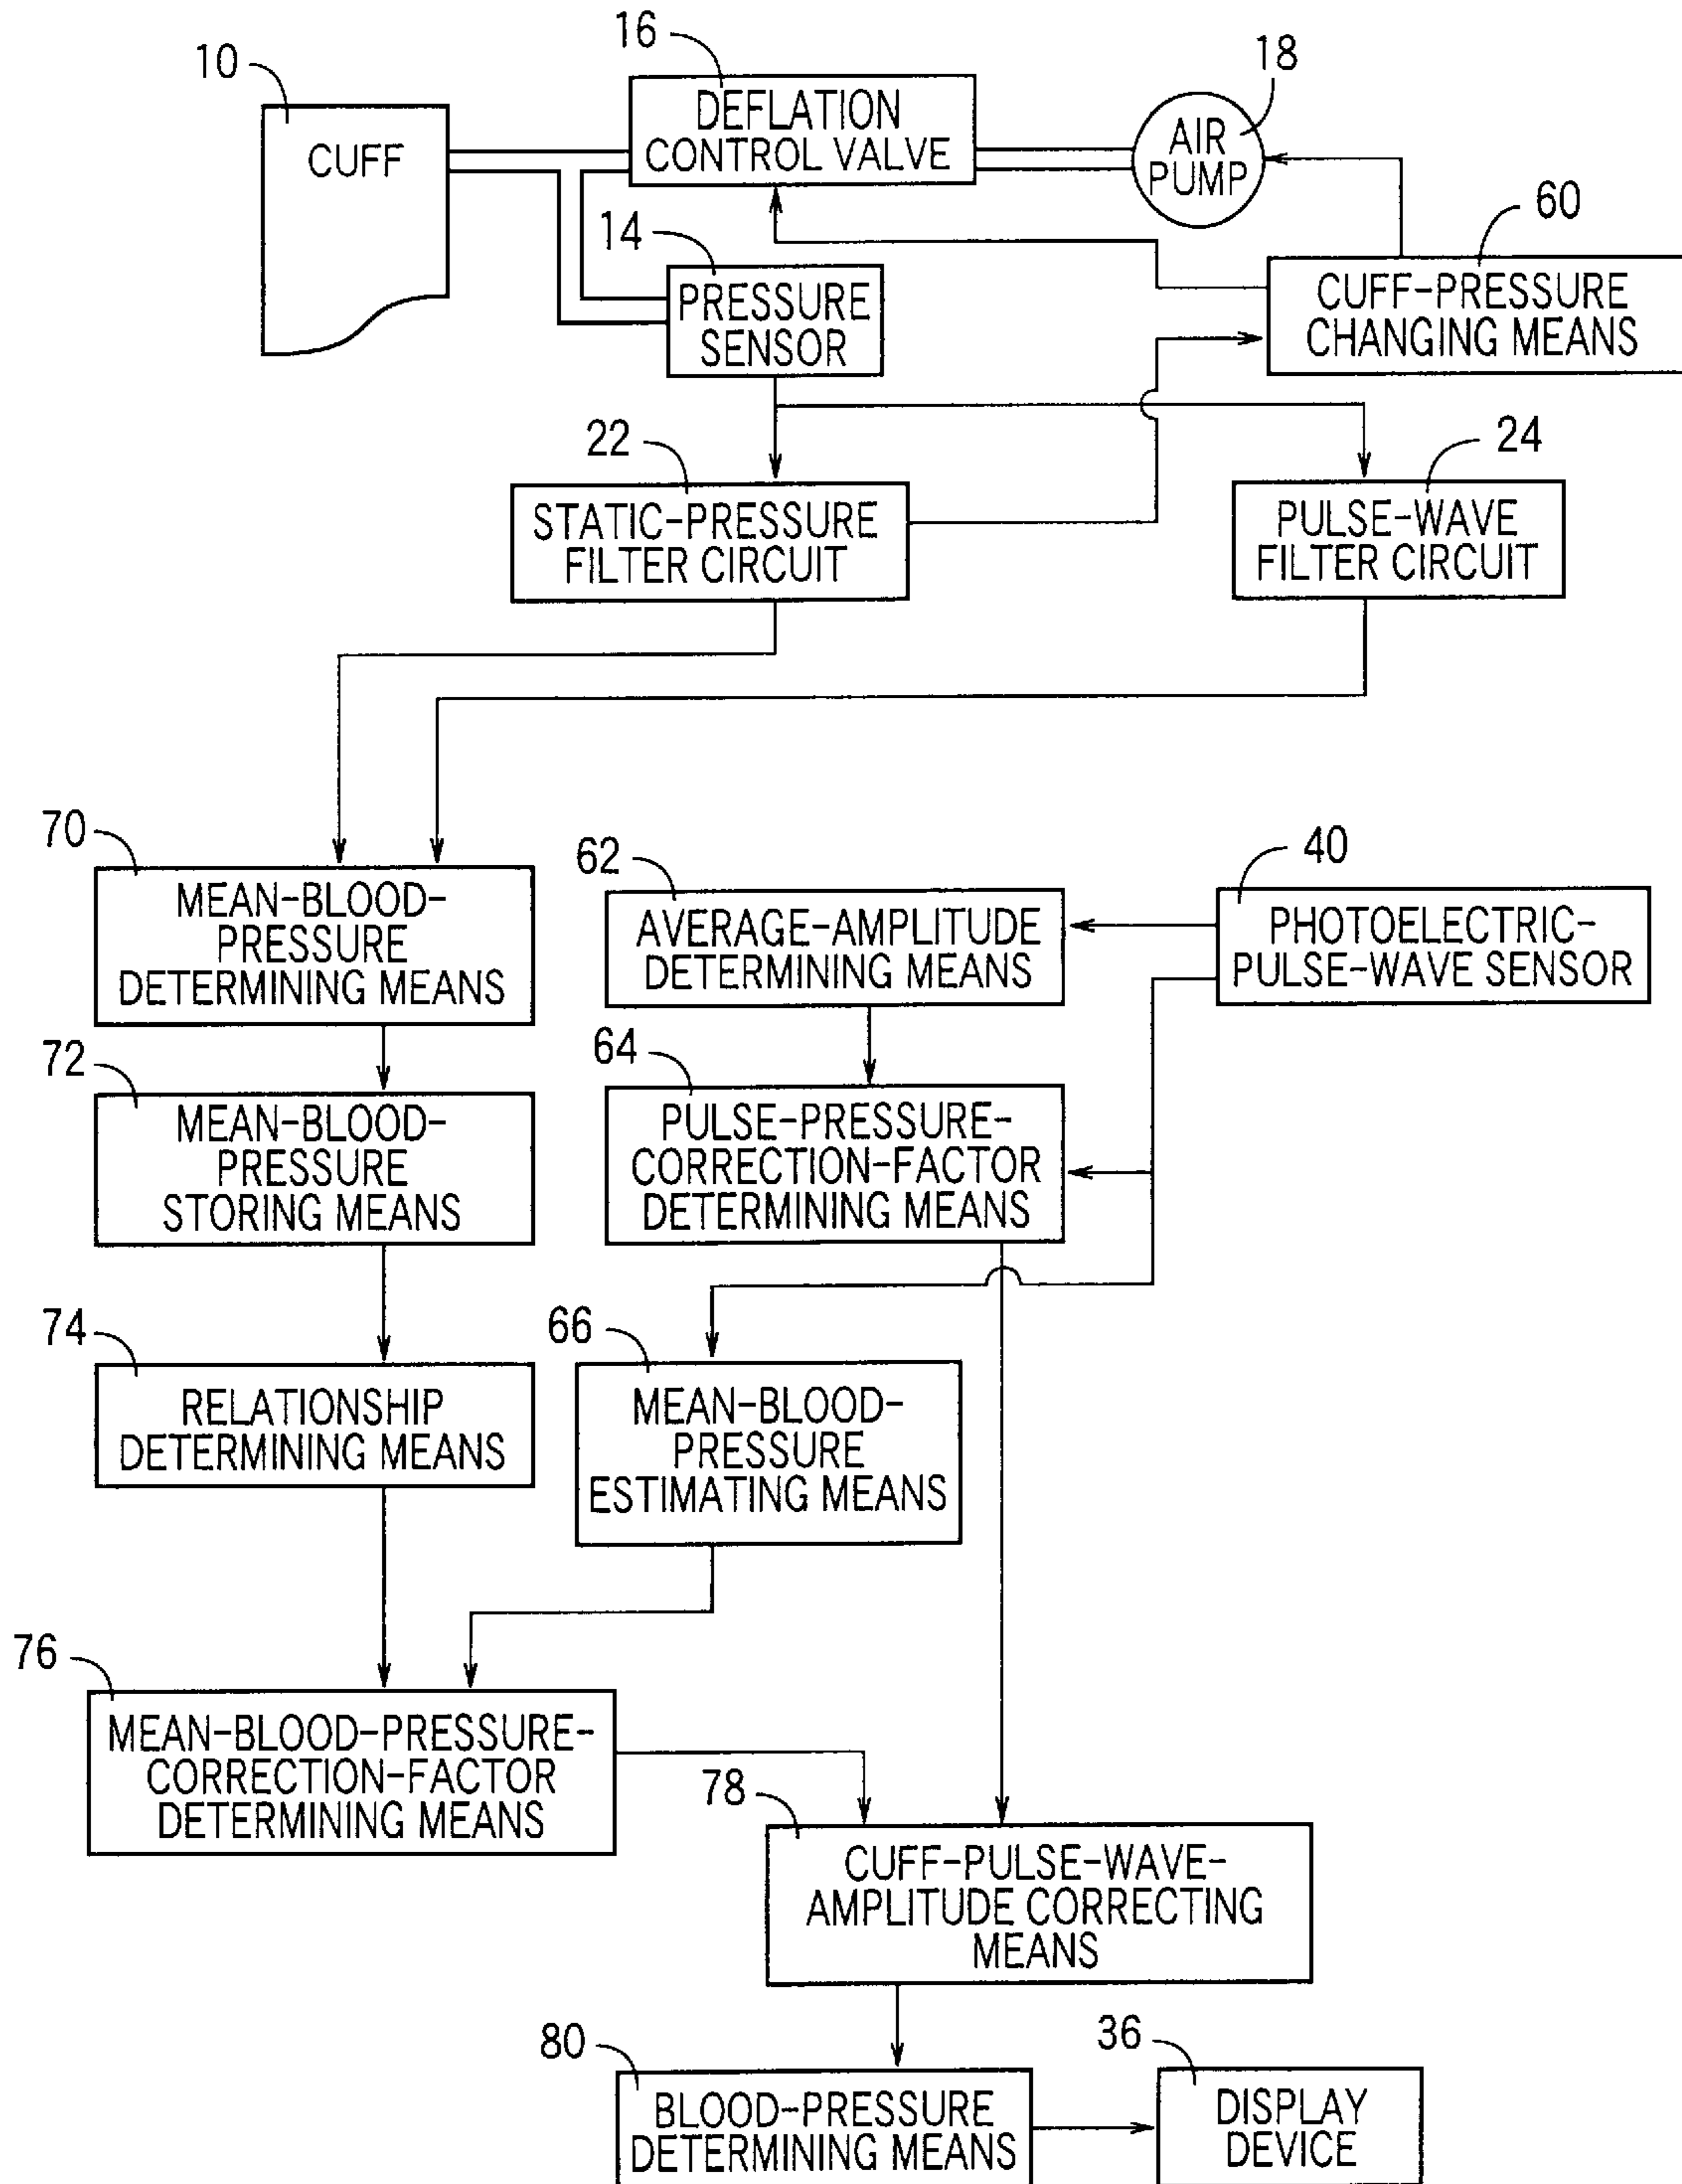 16
18
10
DEFLATION
CONTROL VALVE
AIR
PUMP
CUFF
60
14
PRESSURE
SENSOR
CUFF-PRESSURE
CHANGING MEANS
22
24
STATIC-PRESSURE
FILTER CIRCUIT
PULSE-WAVE
FILTER CIRCUIT
70
62
40
MEAN-BLOOD-
PRESSURE
DETERMINING MEANS
AVERAGE-AMPLITUDE
DETERMINING MEANS
PHOTOELECTRIC-
PULSE-WAVE SENSOR
72
64
MEAN-BLOOD-
PRESSURE
STORING MEANS
PULSE-PRESSURE-
CORRECTION-FACTOR
DETERMINING MEANS
74
66
RELATIONSHIP
DETERMINING MEANS
MEAN-BLOOD-
PRESSURE
ESTIMATING MEANS
76
MEAN-BLOOD-PRESSURE-
CORRECTION-FACTOR
DETERMINING MEANS
78
CUFF-PULSE-WAVE-
AMPLITUDE CORRECTING
MEANS
80
36
BLOOD-PRESSURE
DETERMINING MEANS
DISPLAY
DEVICE